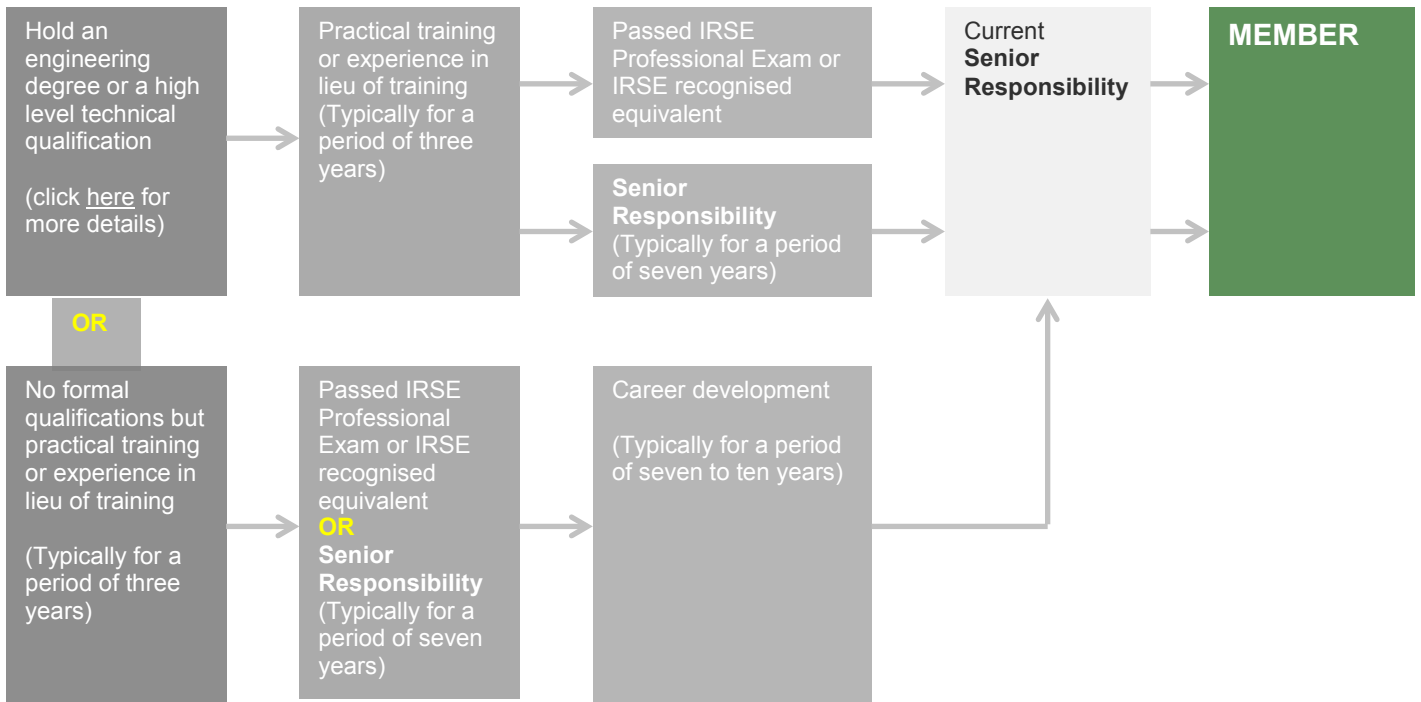 Hold an
engineering
degree or a high
level technical
qualification
(click here for
more details)
Practical training
or experience in
lieu of training
(Typically for a
period of three
years)
Passed IRSE
Professional Exam or
IRSE recognised
equivalent
Senior
Responsibility
(Typically for a period
of seven years)
Current
Senior
Responsibility
MEMBER
OR
No formal
qualifications but
practical training
or experience in
lieu of training
(Typically for a
period of three
years)
Passed IRSE
Professional
Exam or IRSE
recognised
equivalent
OR
Senior
Responsibility
(Typically for a
period of seven
years)
Career development
(Typically for a period
of seven to ten years)